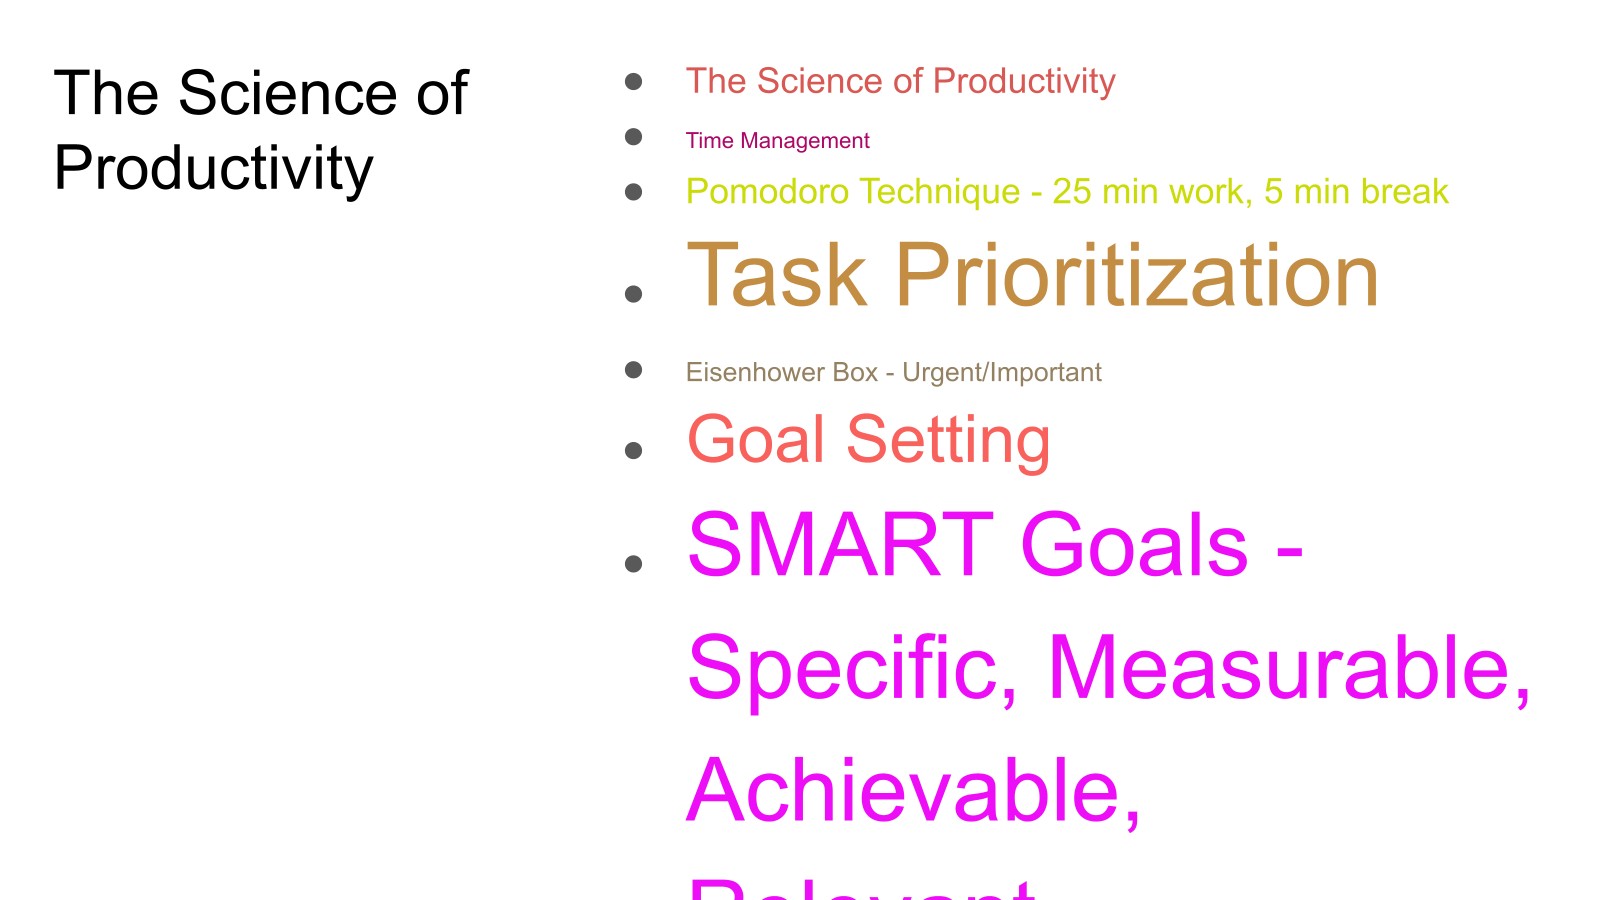 The Science of
Productivity
The Science of Productivity
Time Management
Pomodoro Technique - 25 min work, 5 min break
Task Prioritization
Eisenhower Box - Urgent/Important
Goal Setting
SMART Goals -
Specific, Measurable,
Achievable,
Relevant